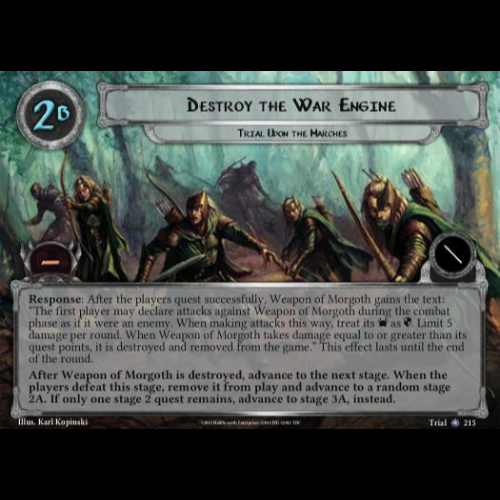 2B
DESTROY THE WAR ENGINE
TRIAL UPON THE MARCHES
Response: After the players quest successfully, Weapon of Morgoth gains the text:
"The first player may declare attacks against Weapon of Morgoth during the combat
phase as if it were an enemy. When making attacks this way, treat its as . Limit 5
damage per round. When Weapon of Morgoth takes damage equal to or greater than its
quest points, it is destroyed and removed from the game." This effect lasts until the end
of the round.
After Weapon of Morgoth is destroyed, advance to the next stage. When the
players defeat this stage, remove it from play and advance to a random stage
2A. If only one stage 2 quest remains, advance to stage 3A, instead.
Illus. Karl Kopinski
Trial 215